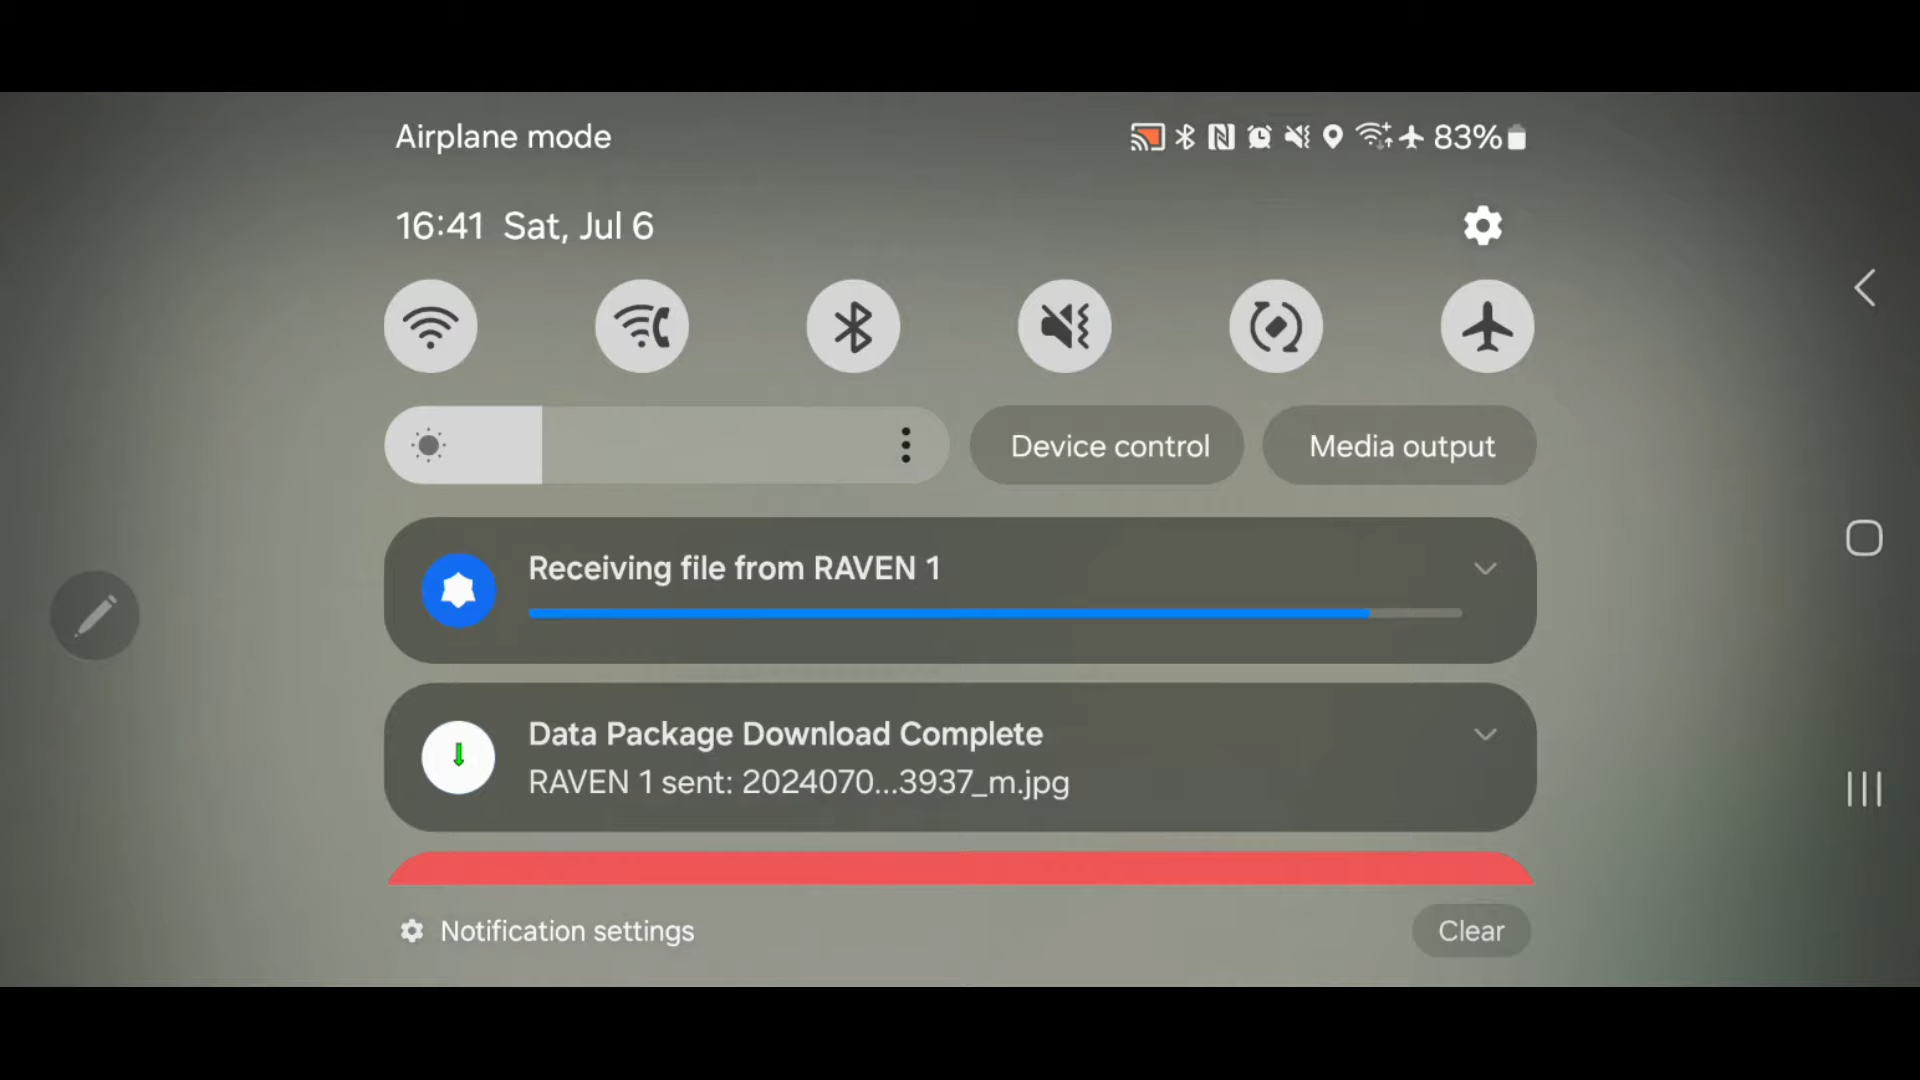 Airplane mode
83%
16:41 Sat, Jul 6
Device control
Media output
Receiving file from RAVEN 1
Data Package Download Complete
RAVEN 1 sent: 2024070...3937_m.jpg
Notification settings
Clear